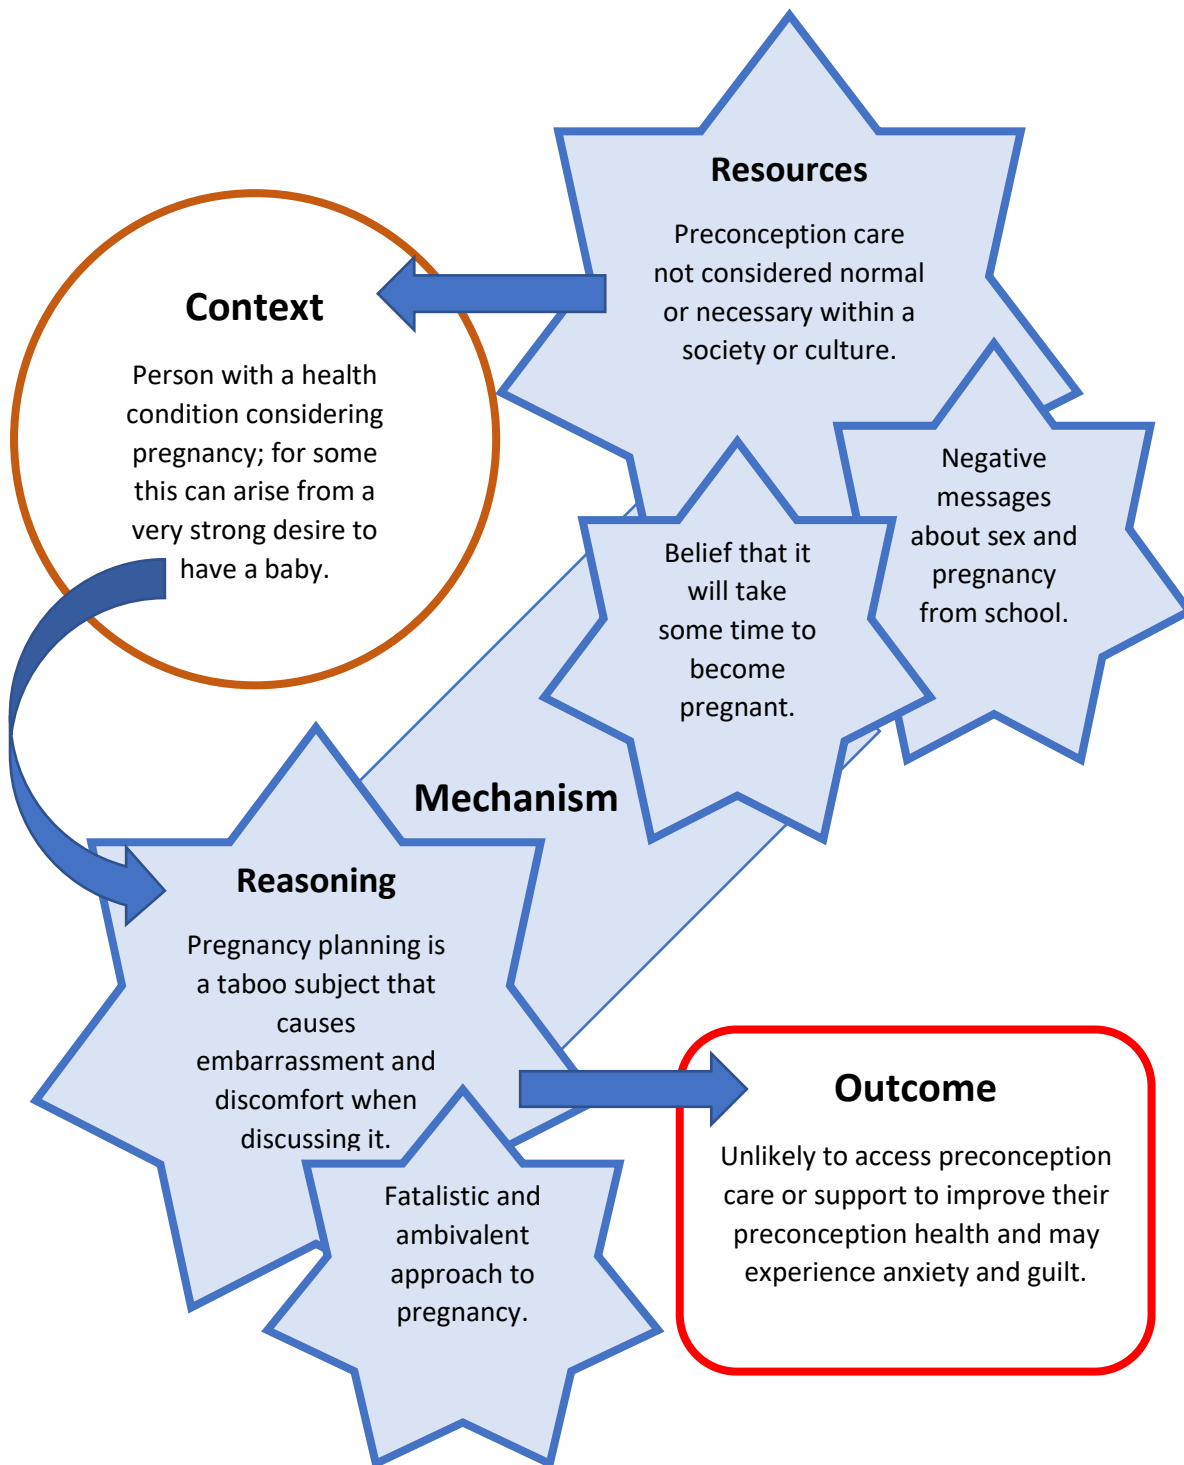 Resources
Preconception care
not considered normal
or necessary within a
society or culture.
Context
Person with a health
condition considering
pregnancy; for some
this can arise from a
very strong desire to
have a baby.
Negative
messages
about sex and
pregnancy
from school.
Belief that it
will take
some time to
become
pregnant.
Mechanism
Reasoning
Pregnancy planning is
a taboo subject that
causes
embarrassment and
discomfort when
discussing it.
Fatalistic and
ambivalent
approach to
pregnancy.
Outcome
Unlikely to access preconception
care or support to improve their
preconception health and may
experience anxiety and guilt.